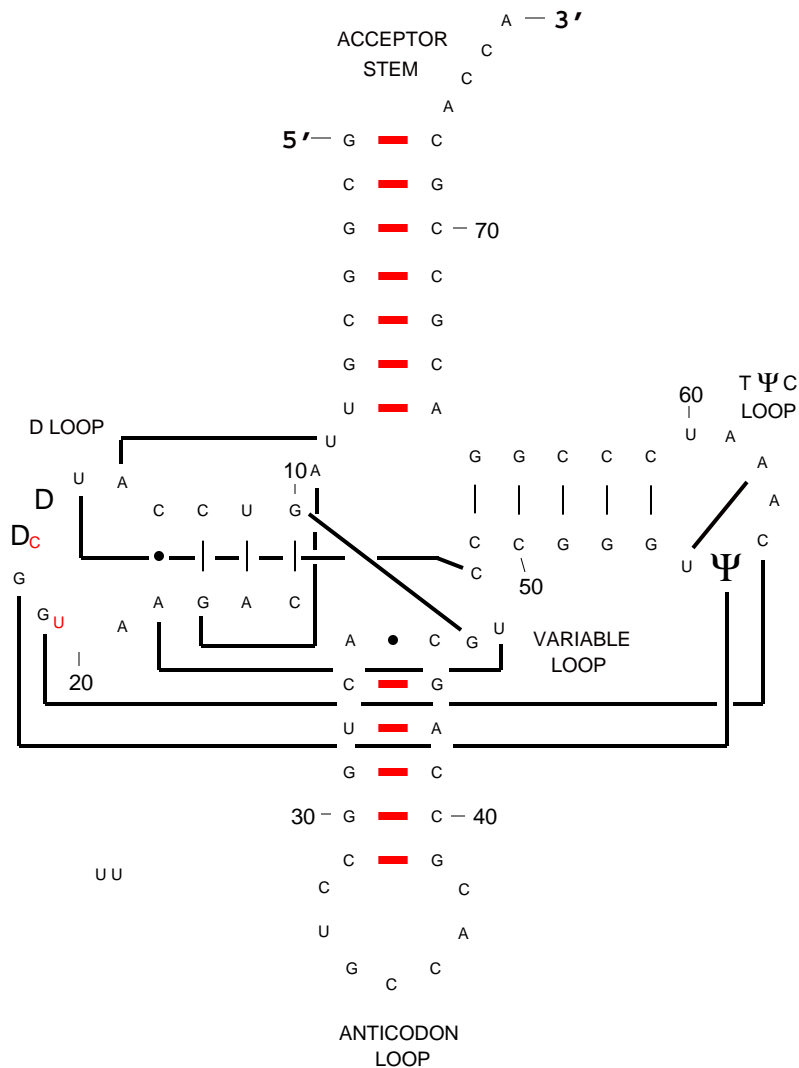 A — 3’
C
ACCEPTOR
STEM
C
A
5’— G C
C G
G C — 70
G C
C G
G C
U A
T Ψ C
LOOP
60
D LOOP
U
U A
G G C C C
A
U A
10 A
D
C C U G
A
D C
C C G G G U Ψ C
C
50
G
G U
A A G A C
20
A • C G U
VARIABLE
LOOP
C G
U A
G C
30 — G C — 40
C G
U U
C C
U A
G C
C
ANTICODON
LOOP